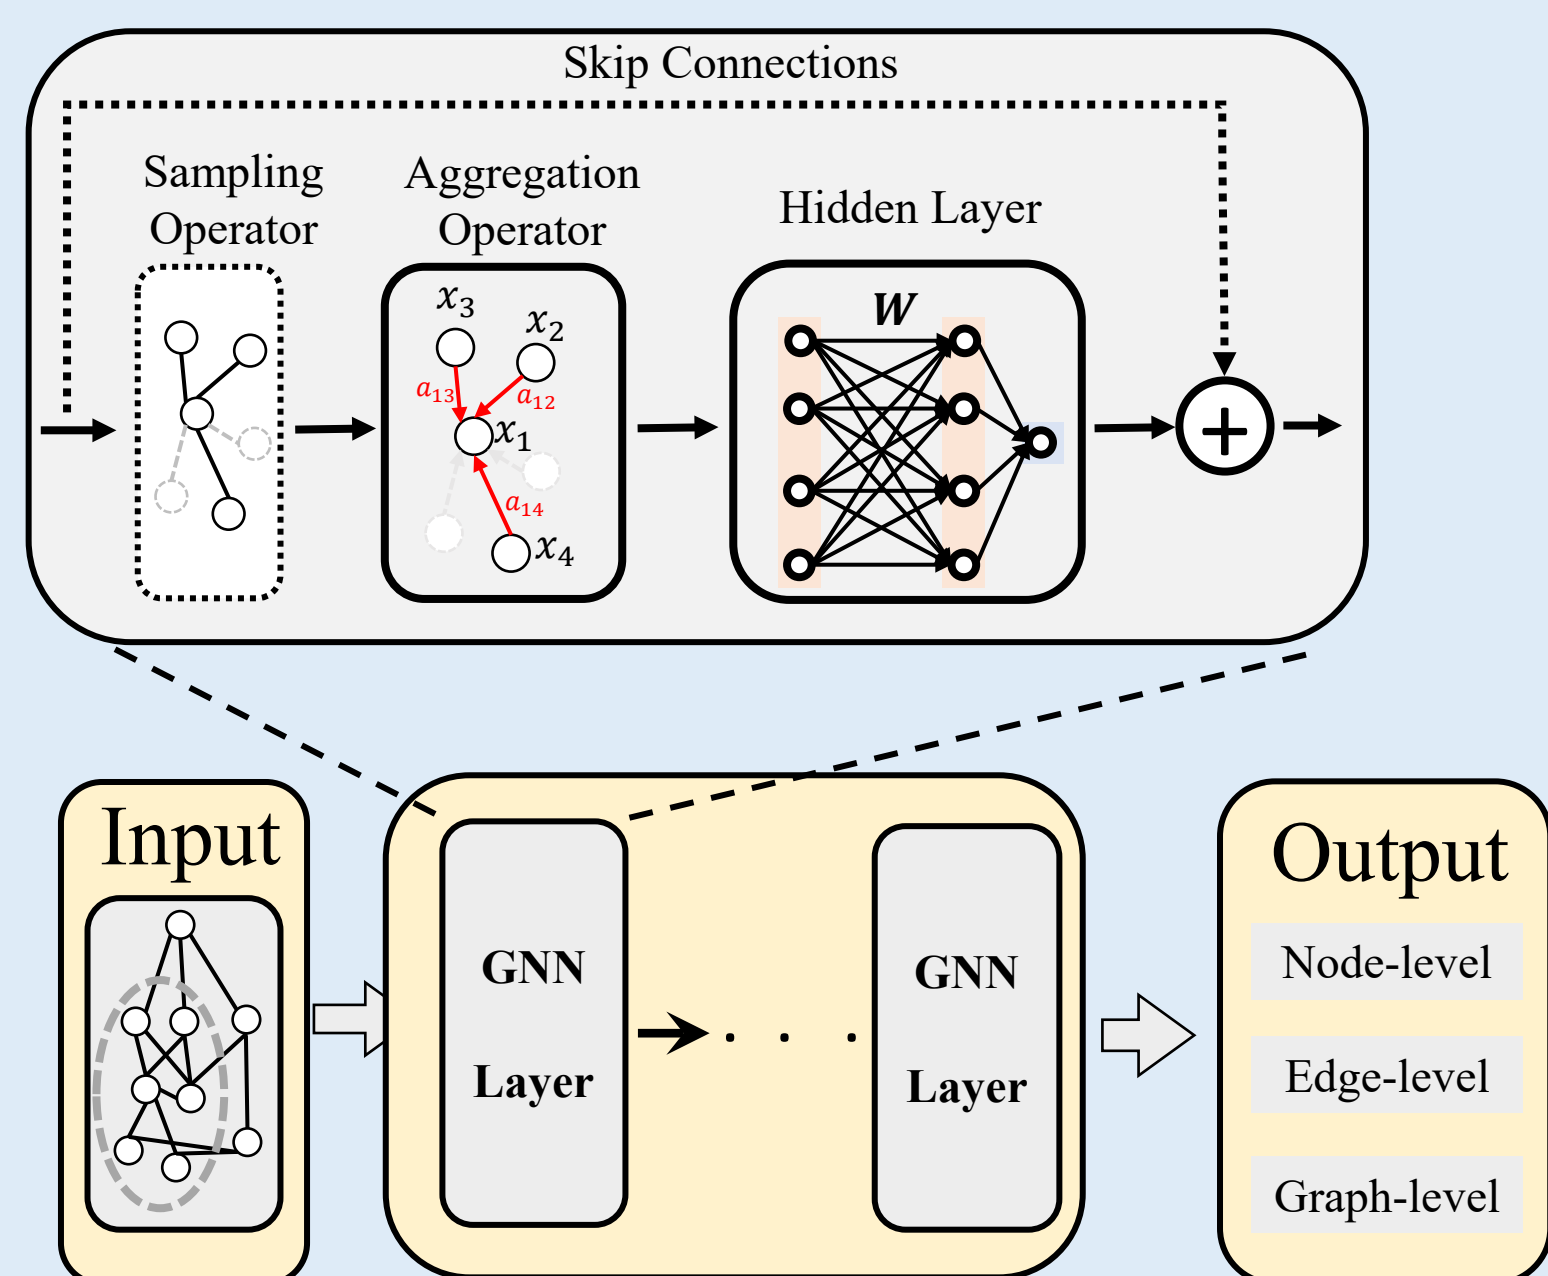 Skip Connections
Sampling
Operator
Aggregation
Operator
Hidden Layer
x₃
x₂
a₁₃
a₁₂
x₁
a₁₄
x₄
W
+
Input
GNN
Layer
. . .
GNN
Layer
Output
Node-level
Edge-level
Graph-level